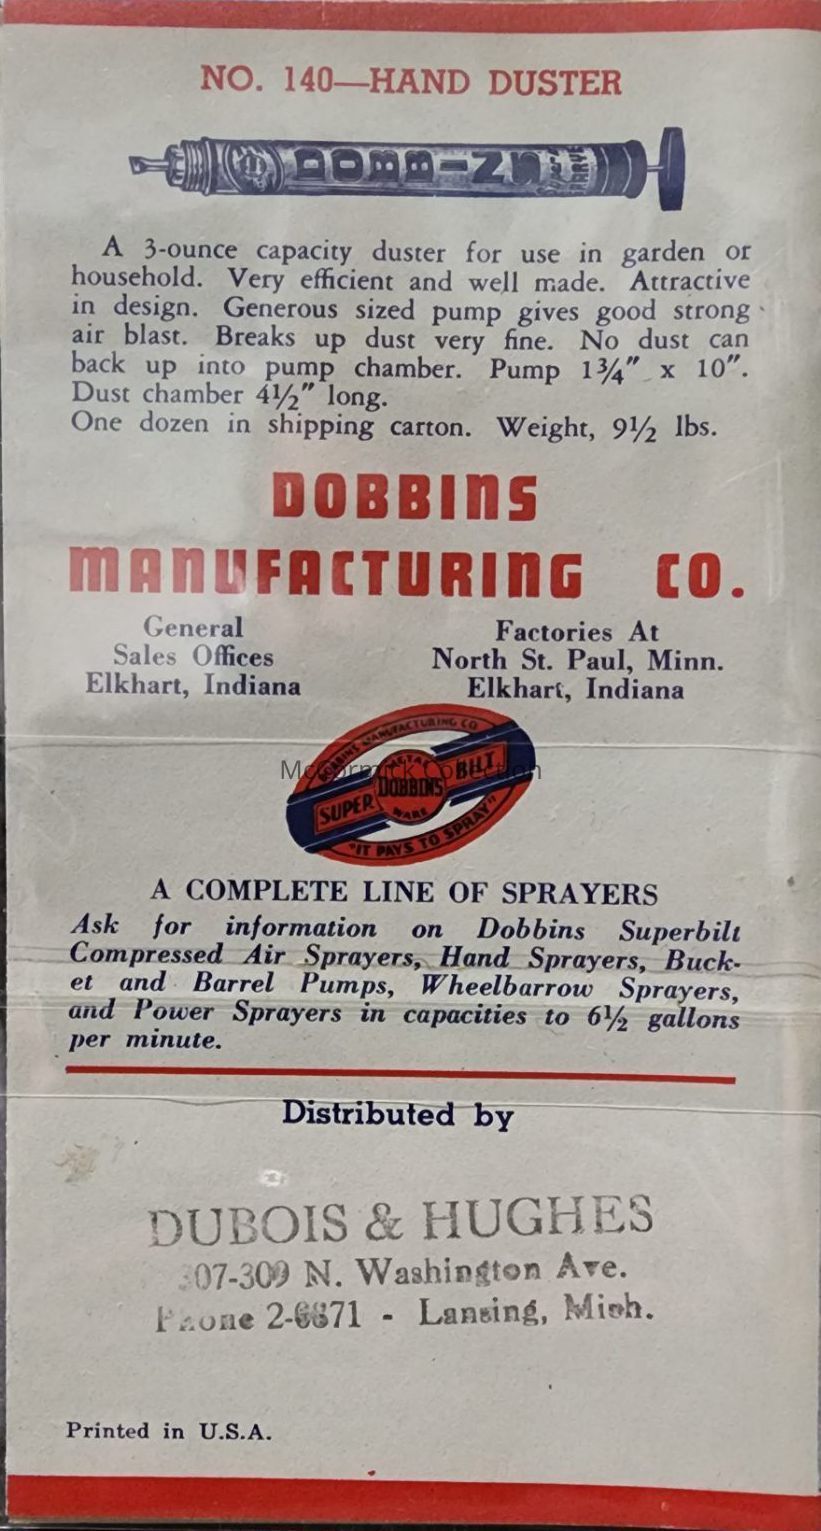 NO. 140—HAND DUSTER
DOBBINS
A 3-ounce capacity duster for use in garden or
household. Very efficient and well made. Attractive
in design. Generous sized pump gives good strong
air blast. Breaks up dust very fine. No dust can
back up into pump chamber. Pump 1¾" x 10".
Dust chamber 4½" long.
One dozen in shipping carton. Weight, 9½ lbs.
DOBBINS
MANUFACTURING CO.
General
Sales Offices
Elkhart, Indiana
Factories At
North St. Paul, Minn.
Elkhart, Indiana
DOBBINS MANUFACTURING CO
METAL
SUPER DOBBINS BILT
WARE
"IT PAYS TO SPRAY"
McCormick Collection
A COMPLETE LINE OF SPRAYERS
Ask for information on Dobbins Superbilt
Compressed Air Sprayers, Hand Sprayers, Buck-
et and Barrel Pumps, Wheelbarrow Sprayers,
and Power Sprayers in capacities to 6½ gallons
per minute.
Distributed by
DUBOIS & HUGHES
N. Washington Ave.
Phone - Lansing, Mich.
Printed in U.S.A.